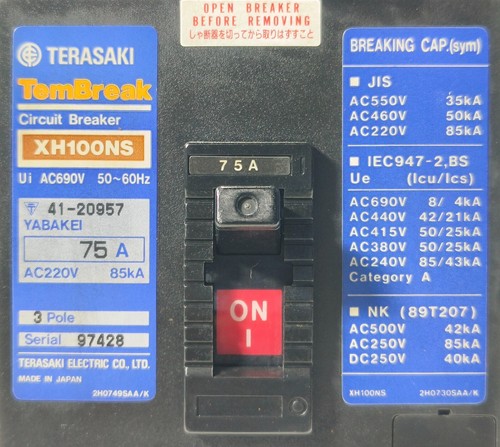 OPEN BREAKER
BEFORE REMOVING
しゃ断器を切ってから取りはずすこと
TERASAKI
TemBreak
Circuit Breaker
XH100NS
Ui AC690V 50~60Hz
〒 41-20957
YABAKEI
75 A
AC220V 85kA
3 Pole
Serial 97428
TERASAKI ELECTRIC CO., LTD.
MADE IN JAPAN
2H07495AA/K
75A
ON
I
BREAKING CAP.(sym)
■ JIS
AC550V 35kA
AC460V 50kA
AC220V 85kA
■ IEC947-2,BS
Ue (Icu/Ics)
AC690V 8/ 4kA
AC440V 42/21kA
AC415V 50/25kA
AC380V 50/25kA
AC240V 85/43kA
Category A
■ NK (89T207)
AC500V 42kA
AC250V 85kA
DC250V 40kA
XH100NS 2H07305AA/K